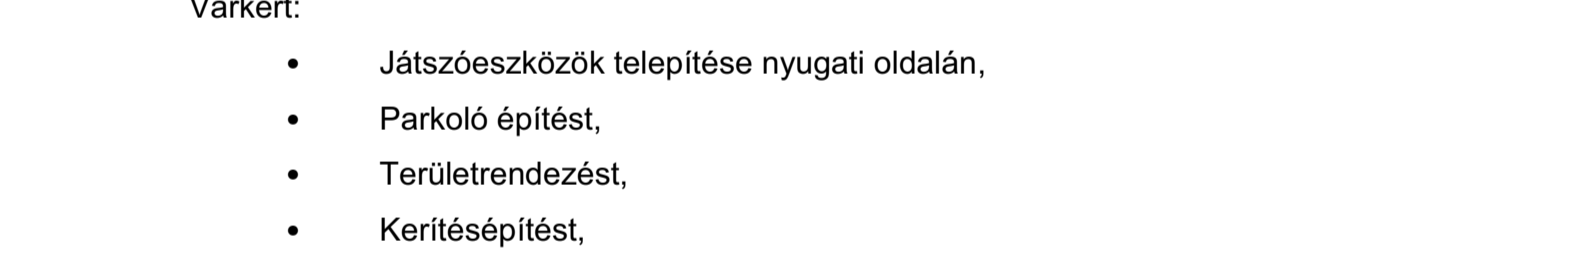 Várkert:
• Játszóeszközök telepítése nyugati oldalán,
• Parkoló építést,
• Területrendezést,
• Kerítésépítést,